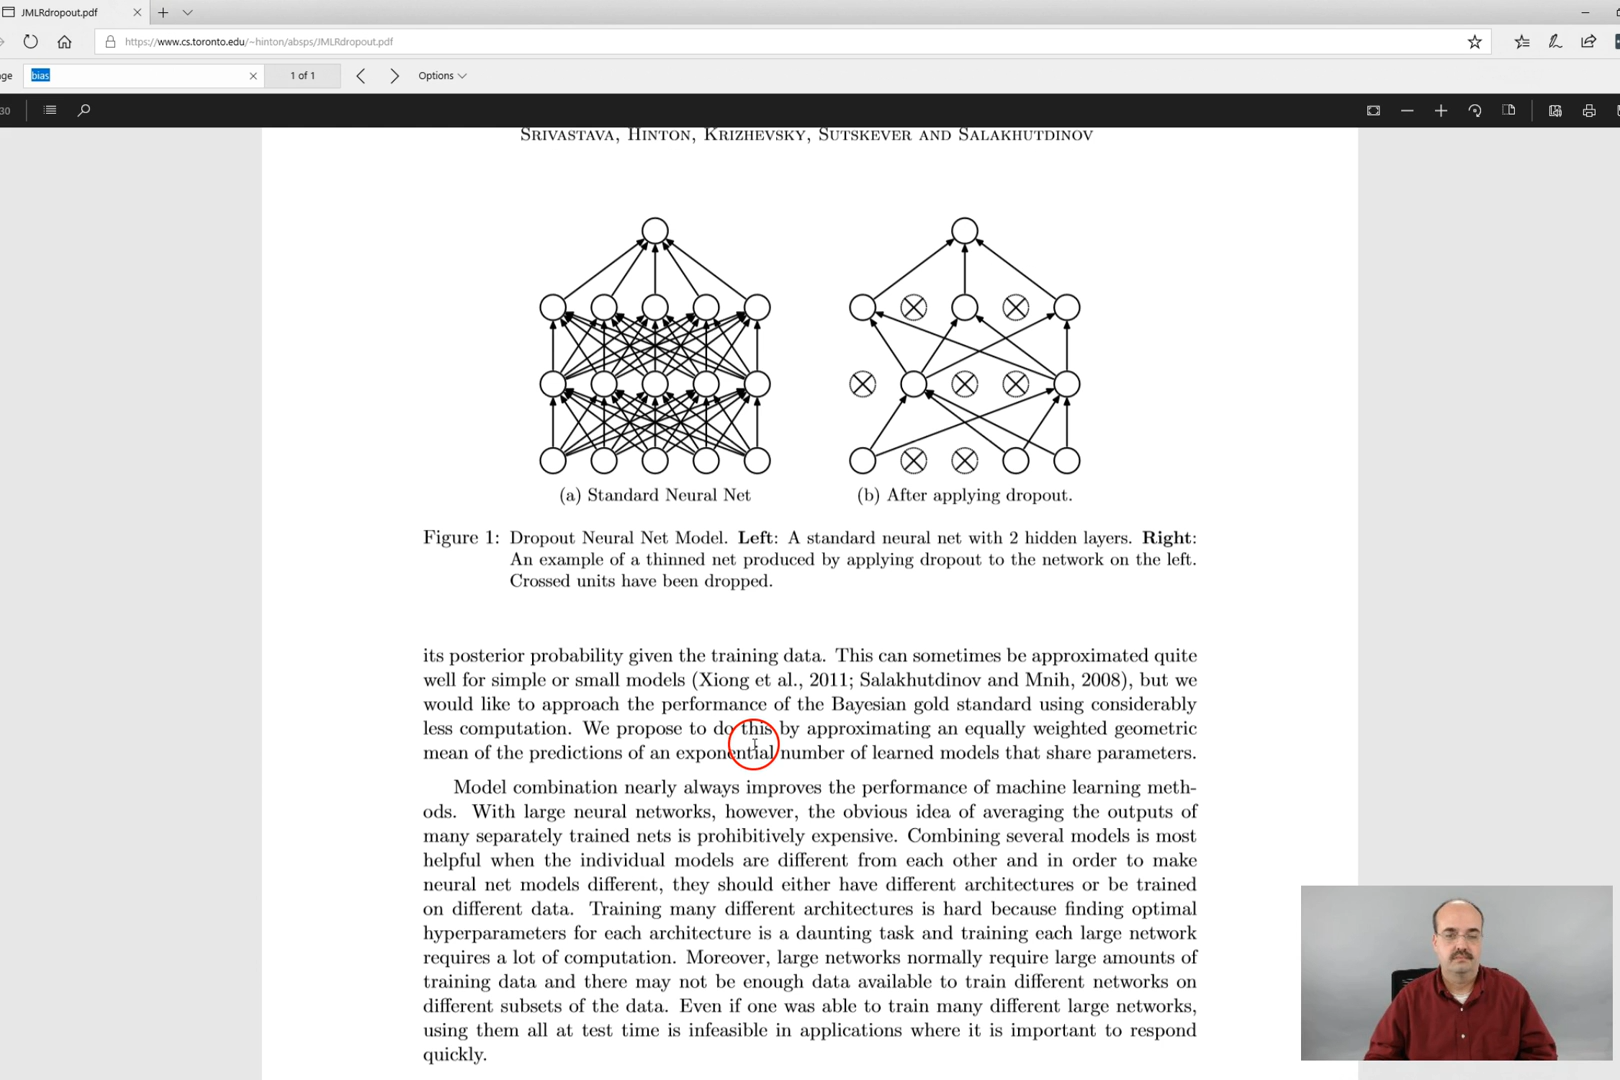 JMLRdropout.pdf
https://www.cs.toronto.edu/~hinton/absps/JMLRdropout.pdf
ge bias 1 of 1 Options
30
SRIVASTAVA, HINTON, KRIZHEVSKY, SUTSKEVER AND SALAKHUTDINOV
(a) Standard Neural Net (b) After applying dropout.
Figure 1: Dropout Neural Net Model. Left: A standard neural net with 2 hidden layers. Right:
An example of a thinned net produced by applying dropout to the network on the left.
Crossed units have been dropped.
its posterior probability given the training data. This can sometimes be approximated quite
well for simple or small models (Xiong et al., 2011; Salakhutdinov and Mnih, 2008), but we
would like to approach the performance of the Bayesian gold standard using considerably
less computation. We propose to do this by approximating an equally weighted geometric
mean of the predictions of an exponential number of learned models that share parameters.
Model combination nearly always improves the performance of machine learning meth-
ods. With large neural networks, however, the obvious idea of averaging the outputs of
many separately trained nets is prohibitively expensive. Combining several models is most
helpful when the individual models are different from each other and in order to make
neural net models different, they should either have different architectures or be trained
on different data. Training many different architectures is hard because finding optimal
hyperparameters for each architecture is a daunting task and training each large network
requires a lot of computation. Moreover, large networks normally require large amounts of
training data and there may not be enough data available to train different networks on
different subsets of the data. Even if one was able to train many different large networks,
using them all at test time is infeasible in applications where it is important to respond
quickly.